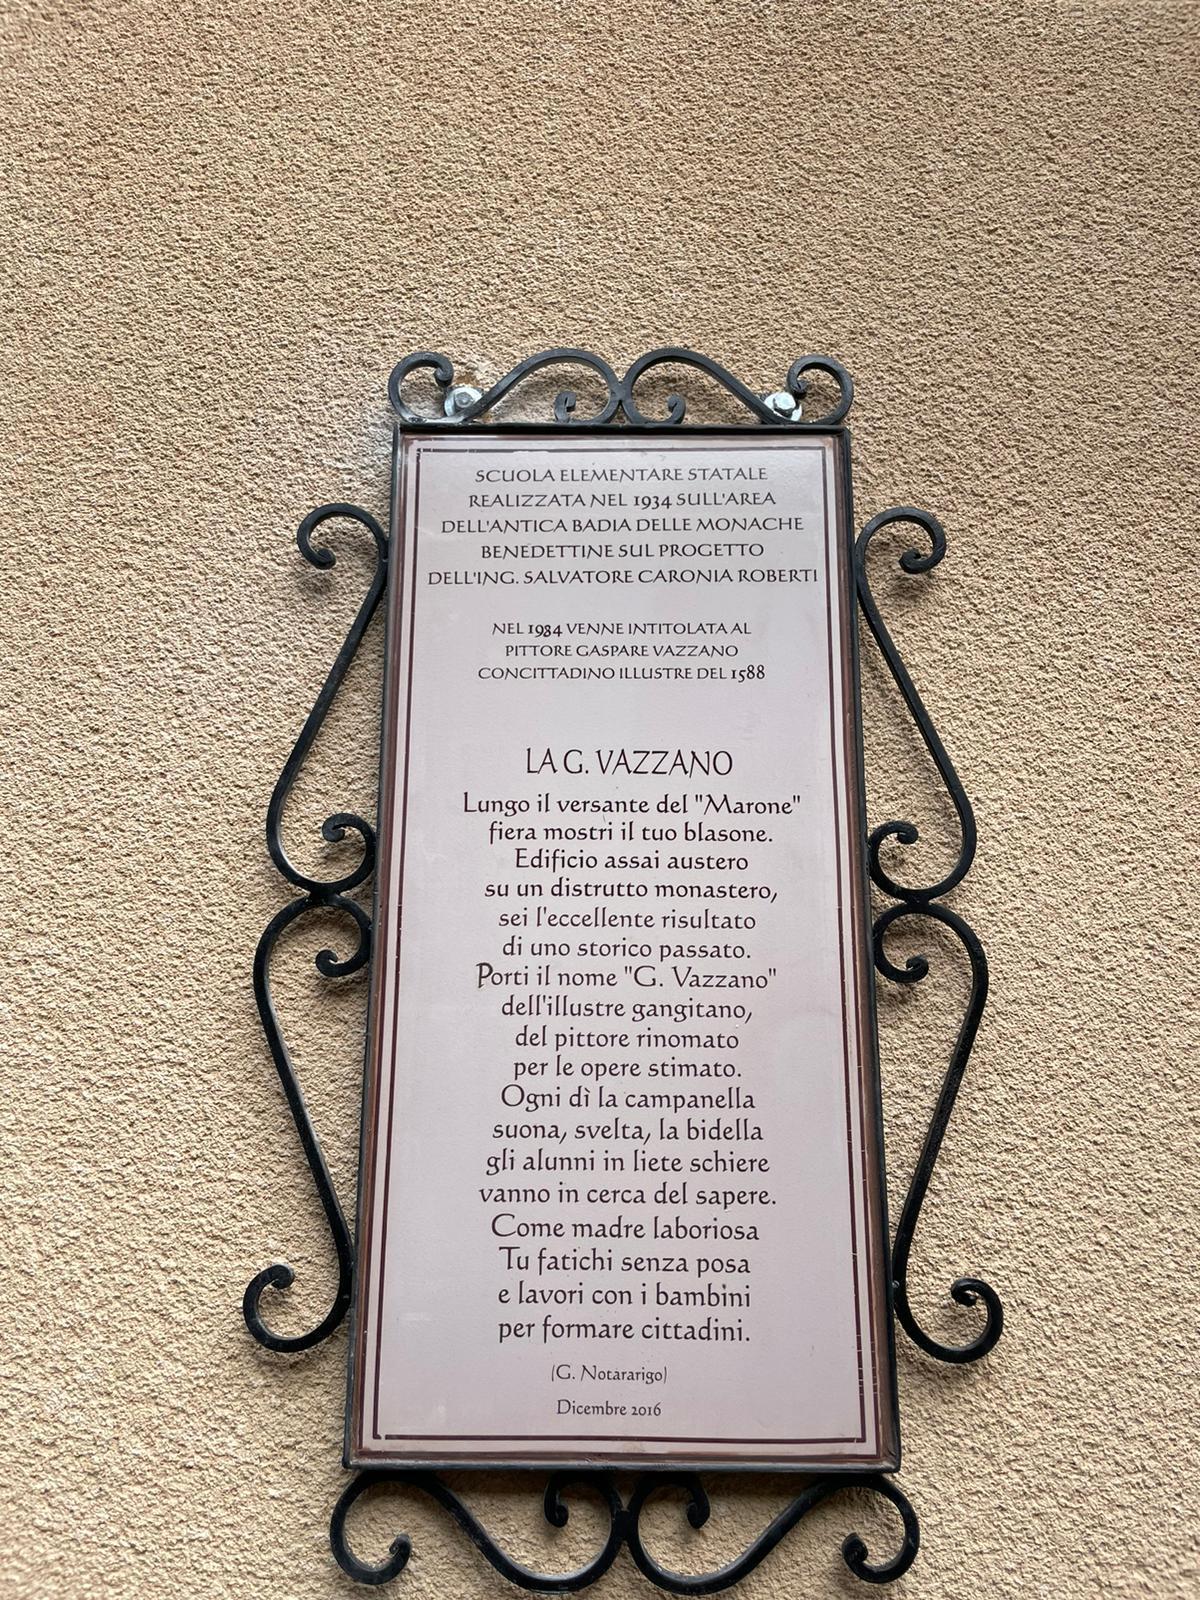 SCUOLA ELEMENTARE STATALE
REALIZZATA NEL 1934 SULL'AREA
DELL'ANTICA BADIA DELLE MONACHE
BENEDETTINE SUL PROGETTO
DELL'ING. SALVATORE CARONIA ROBERTI
NEL 1934 VENNE INTITOLATA AL
PITTORE GASPARE VAZZANO
CONCITTADINO ILLUSTRE DEL 1588
LA G. VAZZANO
Lungo il versante del "Marone"
fiera mostri il tuo blasone.
Edificio assai austero
su un distrutto monastero,
sei l'eccellente risultato
di uno storico passato.
Porti il nome "G. Vazzano"
dell'illustre gangitano,
del pittore rinomato
per le opere stimato.
Ogni dì la campanella
suona, svelta, la bidella
gli alunni in liete schiere
vanno in cerca del sapere.
Come madre laboriosa
Tu fatichi senza posa
e lavori con i bambini
per formare cittadini.
(G. Notararigo)
Dicembre 2016